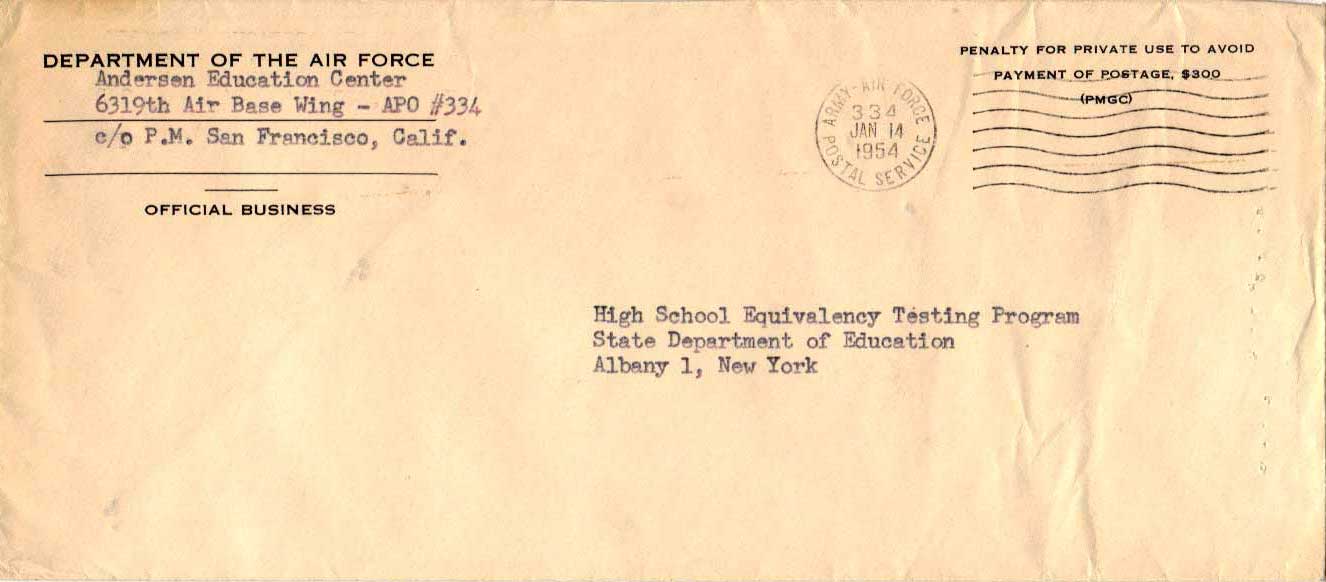 DEPARTMENT OF THE AIR FORCE
Andersen Education Center
6319th Air Base Wing - APO #334
c/o P.M. San Francisco, Calif.
OFFICIAL BUSINESS
ARMY-AIR FORCE
334
JAN 14
1954
POSTAL SERVICE
PENALTY FOR PRIVATE USE TO AVOID
PAYMENT OF POSTAGE, $300
(PMGC)
High School Equivalency Testing Program
State Department of Education
Albany 1, New York